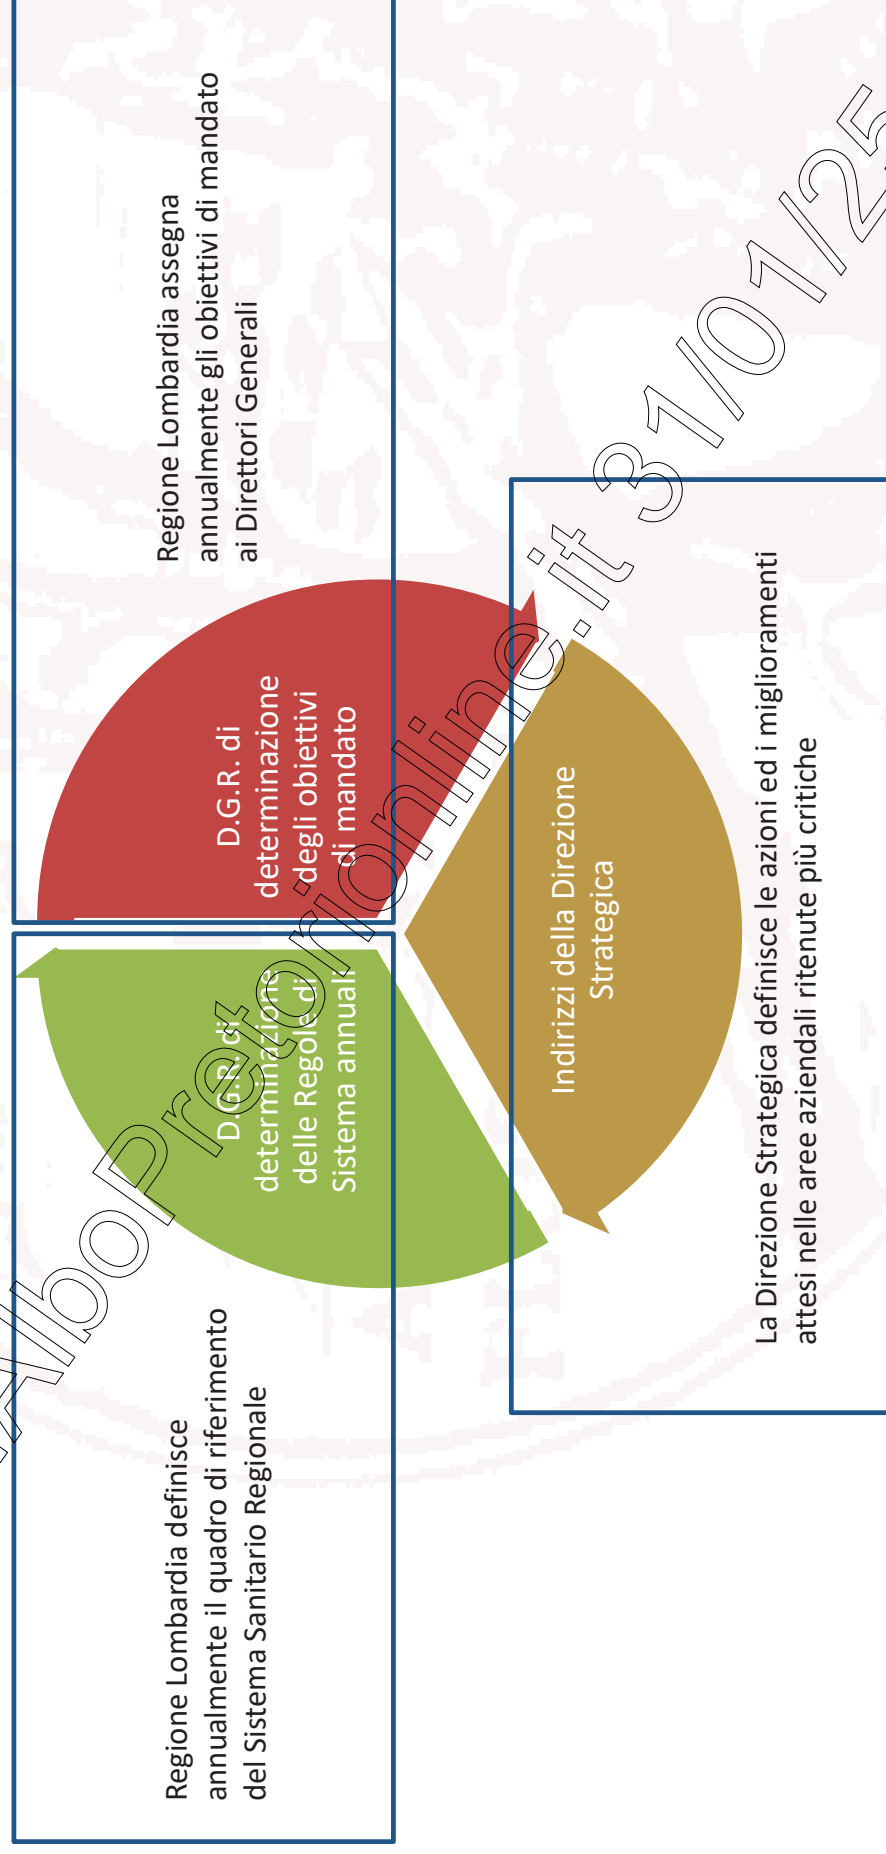 Regione Lombardia definisce
annualmente il quadro di riferimento
del Sistema Sanitario Regionale
D.G.R. di
determinazione
delle Regole di
Sistema annuali
D.G.R. di
determinazione
degli obiettivi
di mandato
Regione Lombardia assegna
annualmente gli obiettivi di mandato
ai Direttori Generali
Indirizzi della Direzione
Strategica
La Direzione Strategica definisce le azioni ed i miglioramenti
attesi nelle aree aziendali ritenute più critiche
AlboPretorionline.it 31/01/25